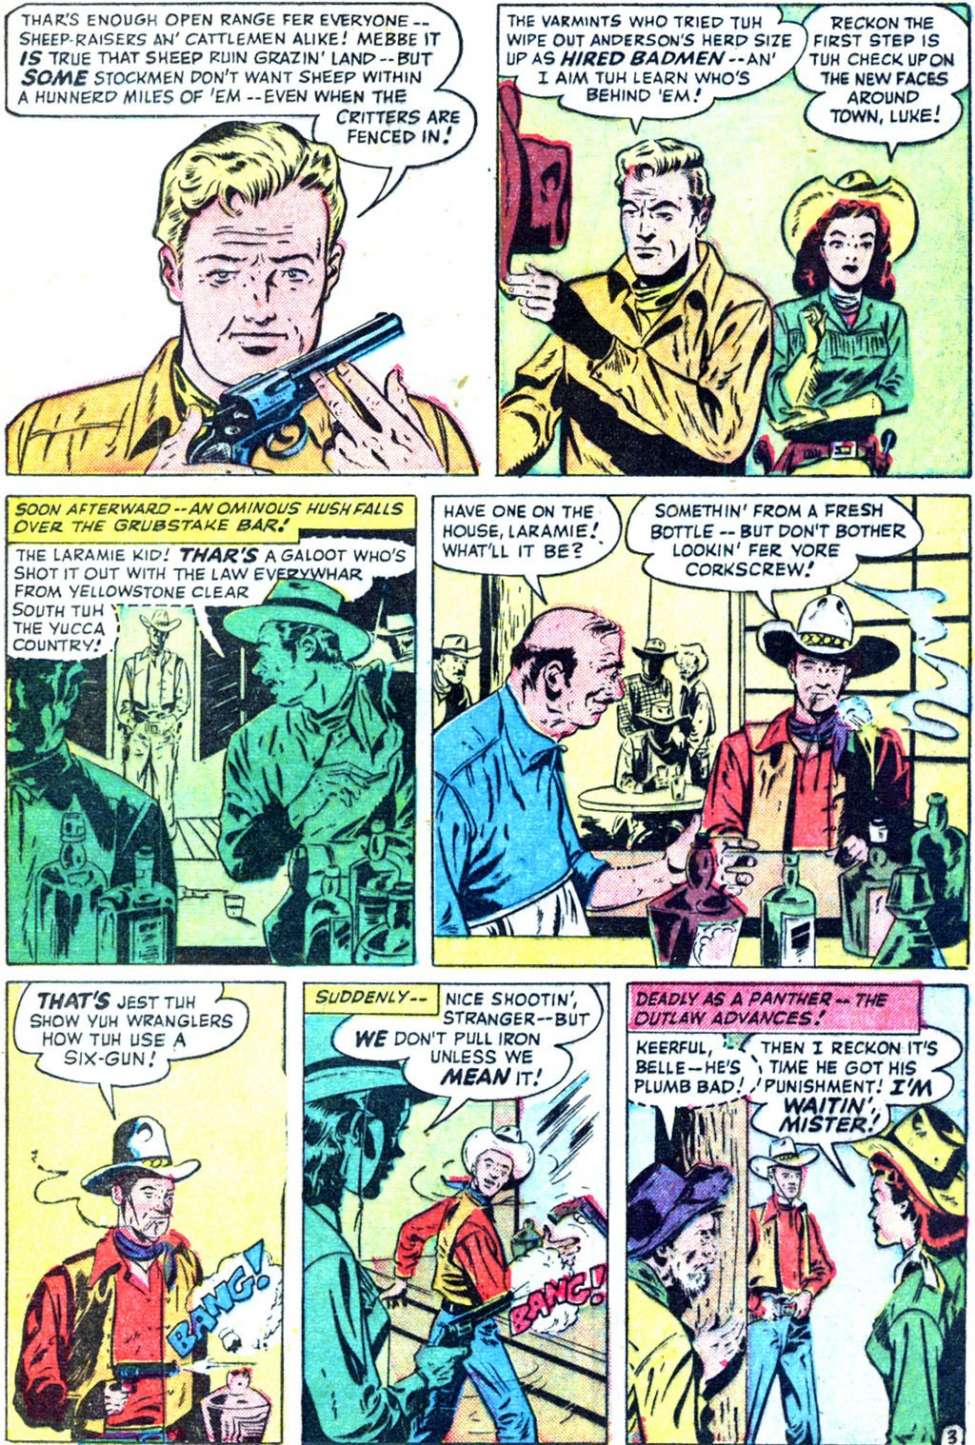 THAR'S ENOUGH OPEN RANGE FER EVERYONE --
SHEEP-RAISERS AN' CATTLEMEN ALIKE! MEBBE IT
IS TRUE THAT SHEEP RUIN GRAZIN' LAND -- BUT
SOME STOCKMEN DON'T WANT SHEEP WITHIN
A HUNNERD MILES OF 'EM -- EVEN WHEN THE
CRITTERS ARE
FENCED IN!
THE VARMINTS WHO TRIED TUH
WIPE OUT ANDERSON'S HERD SIZE
UP AS HIRED BADMEN -- AN'
I AIM TUH LEARN WHO'S
BEHIND 'EM!
RECKON THE
FIRST STEP IS
TUH CHECK UP ON
THE NEW FACES
AROUND
TOWN, LUKE!
SOON AFTERWARD -- AN OMINOUS HUSH FALLS
OVER THE GRUBSTAKE BAR!
THE LARAMIE KID! THAR'S A GALOOT WHO'S
SHOT IT OUT WITH THE LAW EVERYWHAR
FROM YELLOWSTONE CLEAR
SOUTH TUH
THE YUCCA
COUNTRY!
HAVE ONE ON THE
HOUSE, LARAMIE!
WHAT'LL IT BE?
SOMETHIN' FROM A FRESH
BOTTLE -- BUT DON'T BOTHER
LOOKIN' FER YORE
CORKSCREW!
THAT'S JEST TUH
SHOW YUH WRANGLERS
HOW TUH USE A
SIX-GUN!
BANG!
SUDDENLY --
NICE SHOOTIN',
STRANGER -- BUT
WE DON'T PULL IRON
UNLESS WE
MEAN IT!
BANG!
DEADLY AS A PANTHER -- THE
OUTLAW ADVANCES!
KEERFUL,
BELLE -- HE'S
PLUMB BAD!
THEN I RECKON IT'S
TIME HE GOT HIS
PUNISHMENT! I'M
WAITIN',
MISTER!
3